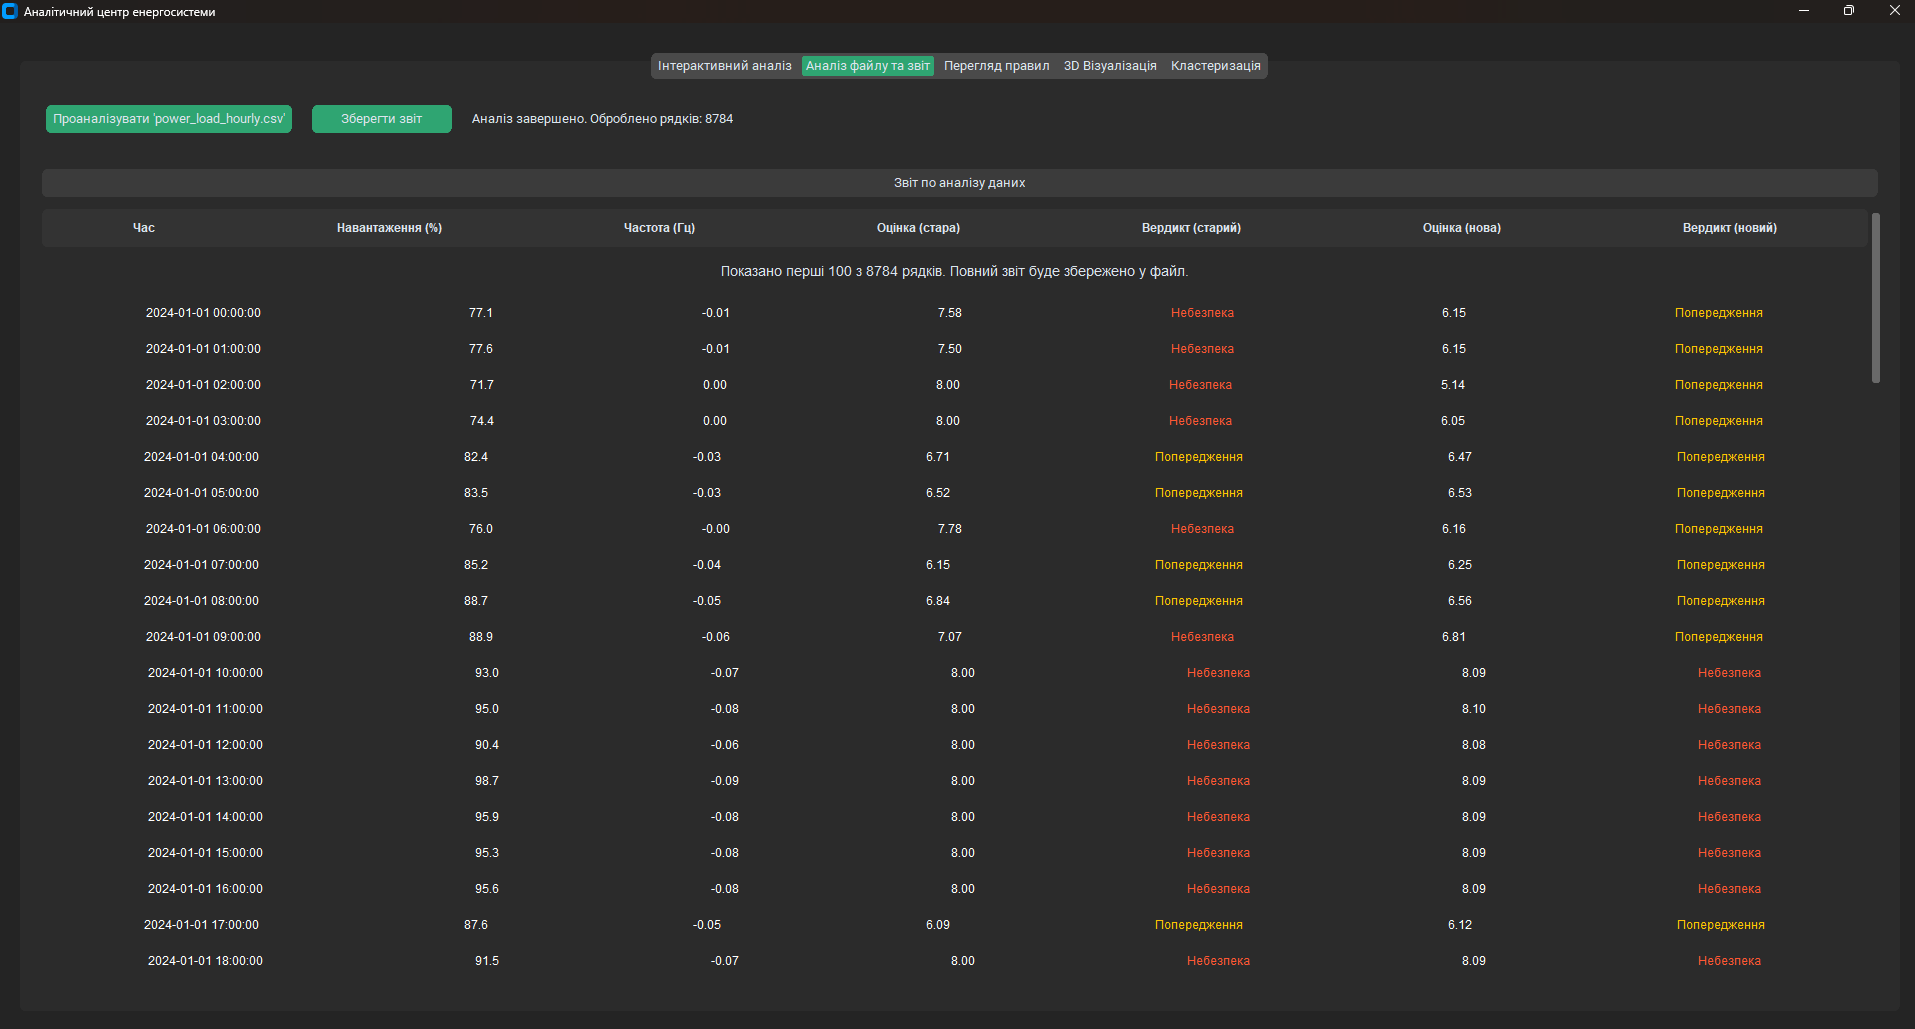 Аналітичний центр енергосистеми
Інтерактивний аналіз Аналіз файлу та звіт Перегляд правил 3D Візуалізація Кластеризація
Проаналізувати 'power_load_hourly.csv' Зберегти звіт Аналіз завершено. Оброблено рядків: 8784
Звіт по аналізу даних
Час Навантаження (%) Частота (Гц) Оцінка (стара) Вердикт (старий) Оцінка (нова) Вердикт (новий)
Показано перші 100 з 8784 рядків. Повний звіт буде збережено у файл.
2024-01-01 00:00:00 77.1 -0.01 7.58 Небезпека 6.15 Попередження
2024-01-01 01:00:00 77.6 -0.01 7.50 Небезпека 6.15 Попередження
2024-01-01 02:00:00 71.7 0.00 8.00 Небезпека 5.14 Попередження
2024-01-01 03:00:00 74.4 0.00 8.00 Небезпека 6.05 Попередження
2024-01-01 04:00:00 82.4 -0.03 6.71 Попередження 6.47 Попередження
2024-01-01 05:00:00 83.5 -0.03 6.52 Попередження 6.53 Попередження
2024-01-01 06:00:00 76.0 -0.00 7.78 Небезпека 6.16 Попередження
2024-01-01 07:00:00 85.2 -0.04 6.15 Попередження 6.25 Попередження
2024-01-01 08:00:00 88.7 -0.05 6.84 Попередження 6.56 Попередження
2024-01-01 09:00:00 88.9 -0.06 7.07 Небезпека 6.81 Попередження
2024-01-01 10:00:00 93.0 -0.07 8.00 Небезпека 8.09 Небезпека
2024-01-01 11:00:00 95.0 -0.08 8.00 Небезпека 8.10 Небезпека
2024-01-01 12:00:00 90.4 -0.06 8.00 Небезпека 8.08 Небезпека
2024-01-01 13:00:00 98.7 -0.09 8.00 Небезпека 8.09 Небезпека
2024-01-01 14:00:00 95.9 -0.08 8.00 Небезпека 8.09 Небезпека
2024-01-01 15:00:00 95.3 -0.08 8.00 Небезпека 8.09 Небезпека
2024-01-01 16:00:00 95.6 -0.08 8.00 Небезпека 8.09 Небезпека
2024-01-01 17:00:00 87.6 -0.05 6.09 Попередження 6.12 Попередження
2024-01-01 18:00:00 91.5 -0.07 8.00 Небезпека 8.09 Небезпека